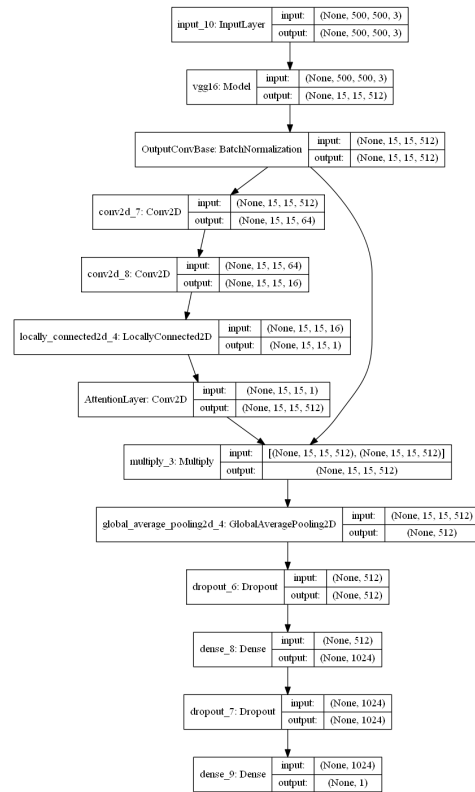 input_10: InputLayer
input: (None, 500, 500, 3)
output: (None, 500, 500, 3)
vgg16: Model
input: (None, 500, 500, 3)
output: (None, 15, 15, 512)
OutputConvBase: BatchNormalization
input: (None, 15, 15, 512)
output: (None, 15, 15, 512)
conv2d_7: Conv2D
input: (None, 15, 15, 512)
output: (None, 15, 15, 64)
conv2d_8: Conv2D
input: (None, 15, 15, 64)
output: (None, 15, 15, 16)
locally_connected2d_4: LocallyConnected2D
input: (None, 15, 15, 16)
output: (None, 15, 15, 1)
AttentionLayer: Conv2D
input: (None, 15, 15, 1)
output: (None, 15, 15, 512)
multiply_3: Multiply
input: [(None, 15, 15, 512), (None, 15, 15, 512)]
output: (None, 15, 15, 512)
global_average_pooling2d_4: GlobalAveragePooling2D
input: (None, 15, 15, 512)
output: (None, 512)
dropout_6: Dropout
input: (None, 512)
output: (None, 512)
dense_8: Dense
input: (None, 512)
output: (None, 1024)
dropout_7: Dropout
input: (None, 1024)
output: (None, 1024)
dense_9: Dense
input: (None, 1024)
output: (None, 1)